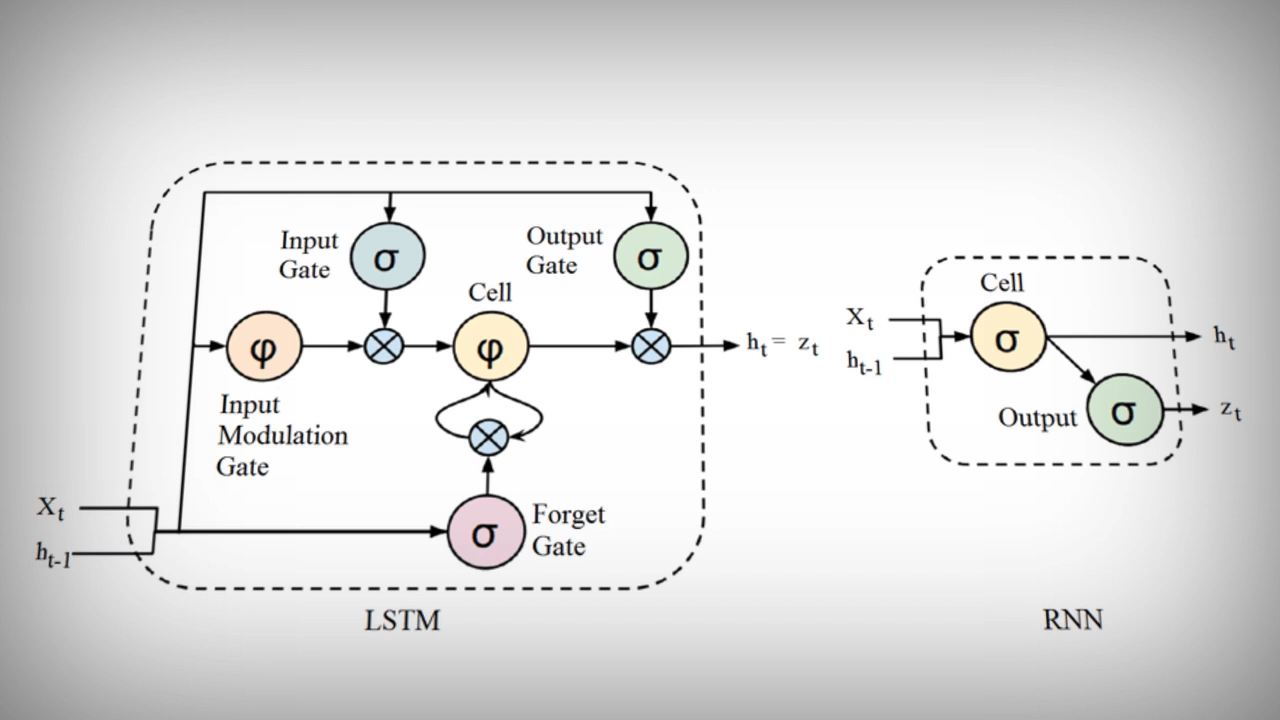 Input
Gate
σ
Output
Gate
σ
Cell
φ
φ
h_t = z_t
Input
Modulation
Gate
X_t
h_t-1
σ
Forget
Gate
LSTM
Cell
X_t
h_t-1
σ
h_t
Output
σ
z_t
RNN